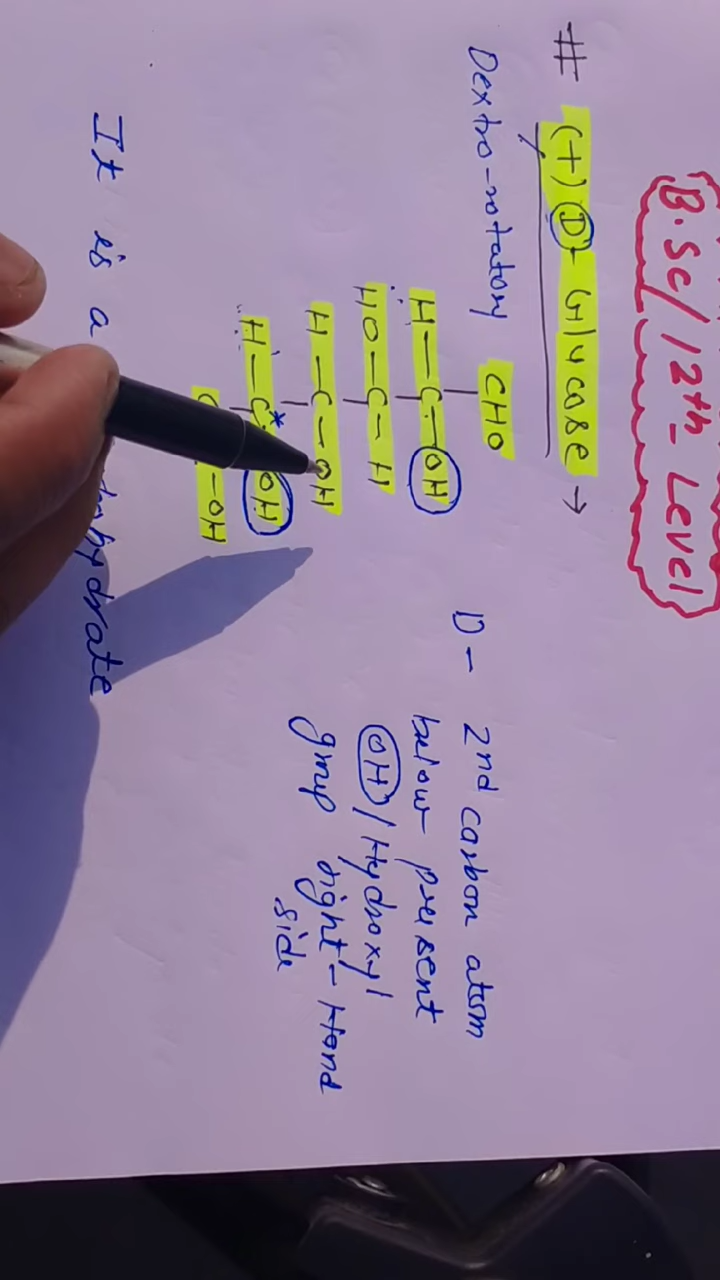 B.Sc/12th-Level
# (+) D- Glucose →
Dextro-rotatory
CHO
H-C-OH
HO-C-H
H-C-OH
H-C*-OH
-OH
D- 2nd carbon atom
below present
OH/Hydroxyl
group right-Hand
side
It is a